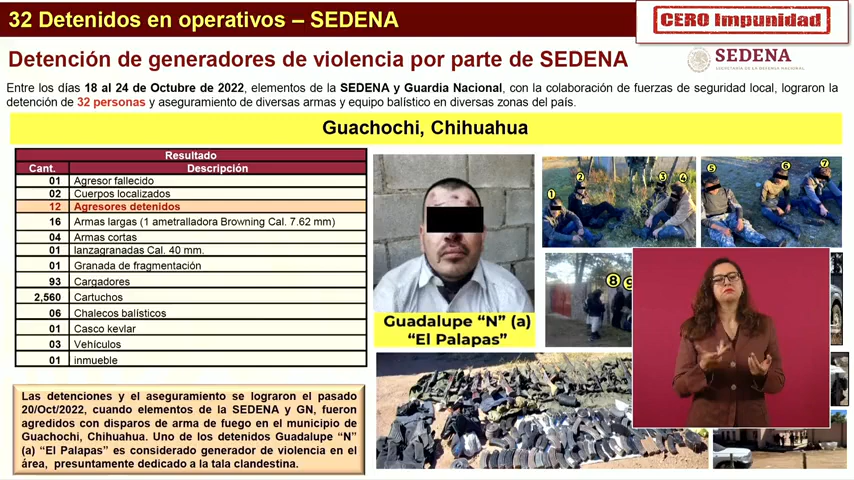 32 Detenidos en operativos – SEDENA
CERO Impunidad
Detención de generadores de violencia por parte de SEDENA
SEDENA
SECRETARÍA DE LA DEFENSA NACIONAL
Entre los días 18 al 24 de Octubre de 2022, elementos de la SEDENA y Guardia Nacional, con la colaboración de fuerzas de seguridad local, lograron la
detención de 32 personas y aseguramiento de diversas armas y equipo balístico en diversas zonas del país.
Guachochi, Chihuahua
Resultado
Cant. Descripción
01 Agresor fallecido
02 Cuerpos localizados
12 Agresores detenidos
16 Armas largas (1 ametralladora Browning Cal. 7.62 mm)
04 Armas cortas
01 lanzagranadas Cal. 40 mm.
01 Granada de fragmentación
93 Cargadores
2,560 Cartuchos
06 Chalecos balísticos
01 Casco kevlar
03 Vehículos
01 inmueble
1 2 3 4
5 6 7
8 9
Guadalupe “N” (a)
“El Palapas”
Las detenciones y el aseguramiento se lograron el pasado
20/Oct/2022, cuando elementos de la SEDENA y GN, fueron
agredidos con disparos de arma de fuego en el municipio de
Guachochi, Chihuahua. Uno de los detenidos Guadalupe “N”
(a) “El Palapas” es considerado generador de violencia en el
área, presuntamente dedicado a la tala clandestina.